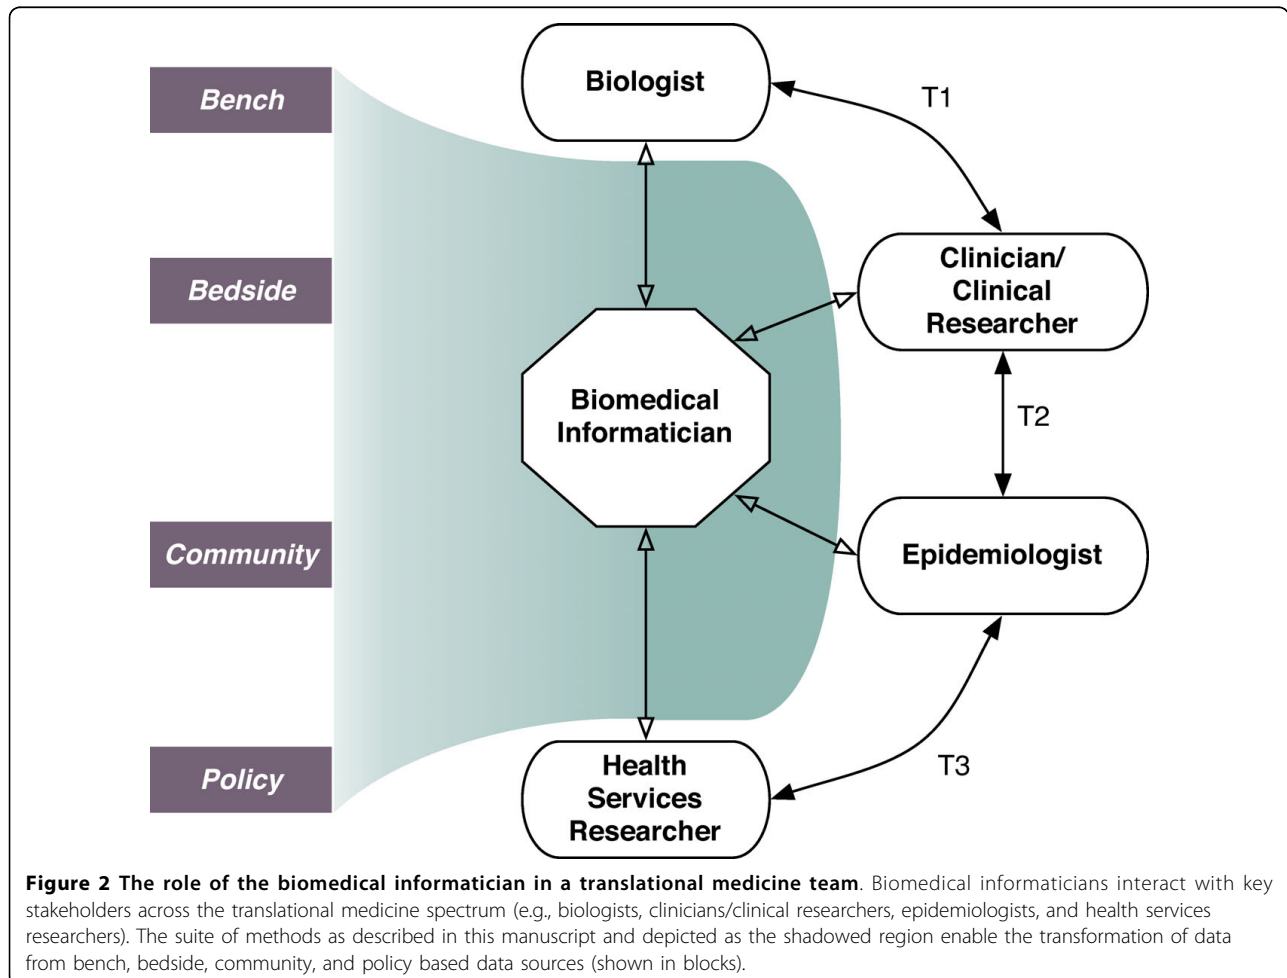 Bench
Bedside
Community
Policy
Biologist
T1
Clinician/
Clinical
Researcher
Biomedical
Informatician
T2
Epidemiologist
T3
Health
Services
Researcher
Figure 2 The role of the biomedical informatician in a translational medicine team. Biomedical informaticians interact with key
stakeholders across the translational medicine spectrum (e.g., biologists, clinicians/clinical researchers, epidemiologists, and health services
researchers). The suite of methods as described in this manuscript and depicted as the shadowed region enable the transformation of data
from bench, bedside, community, and policy based data sources (shown in blocks).